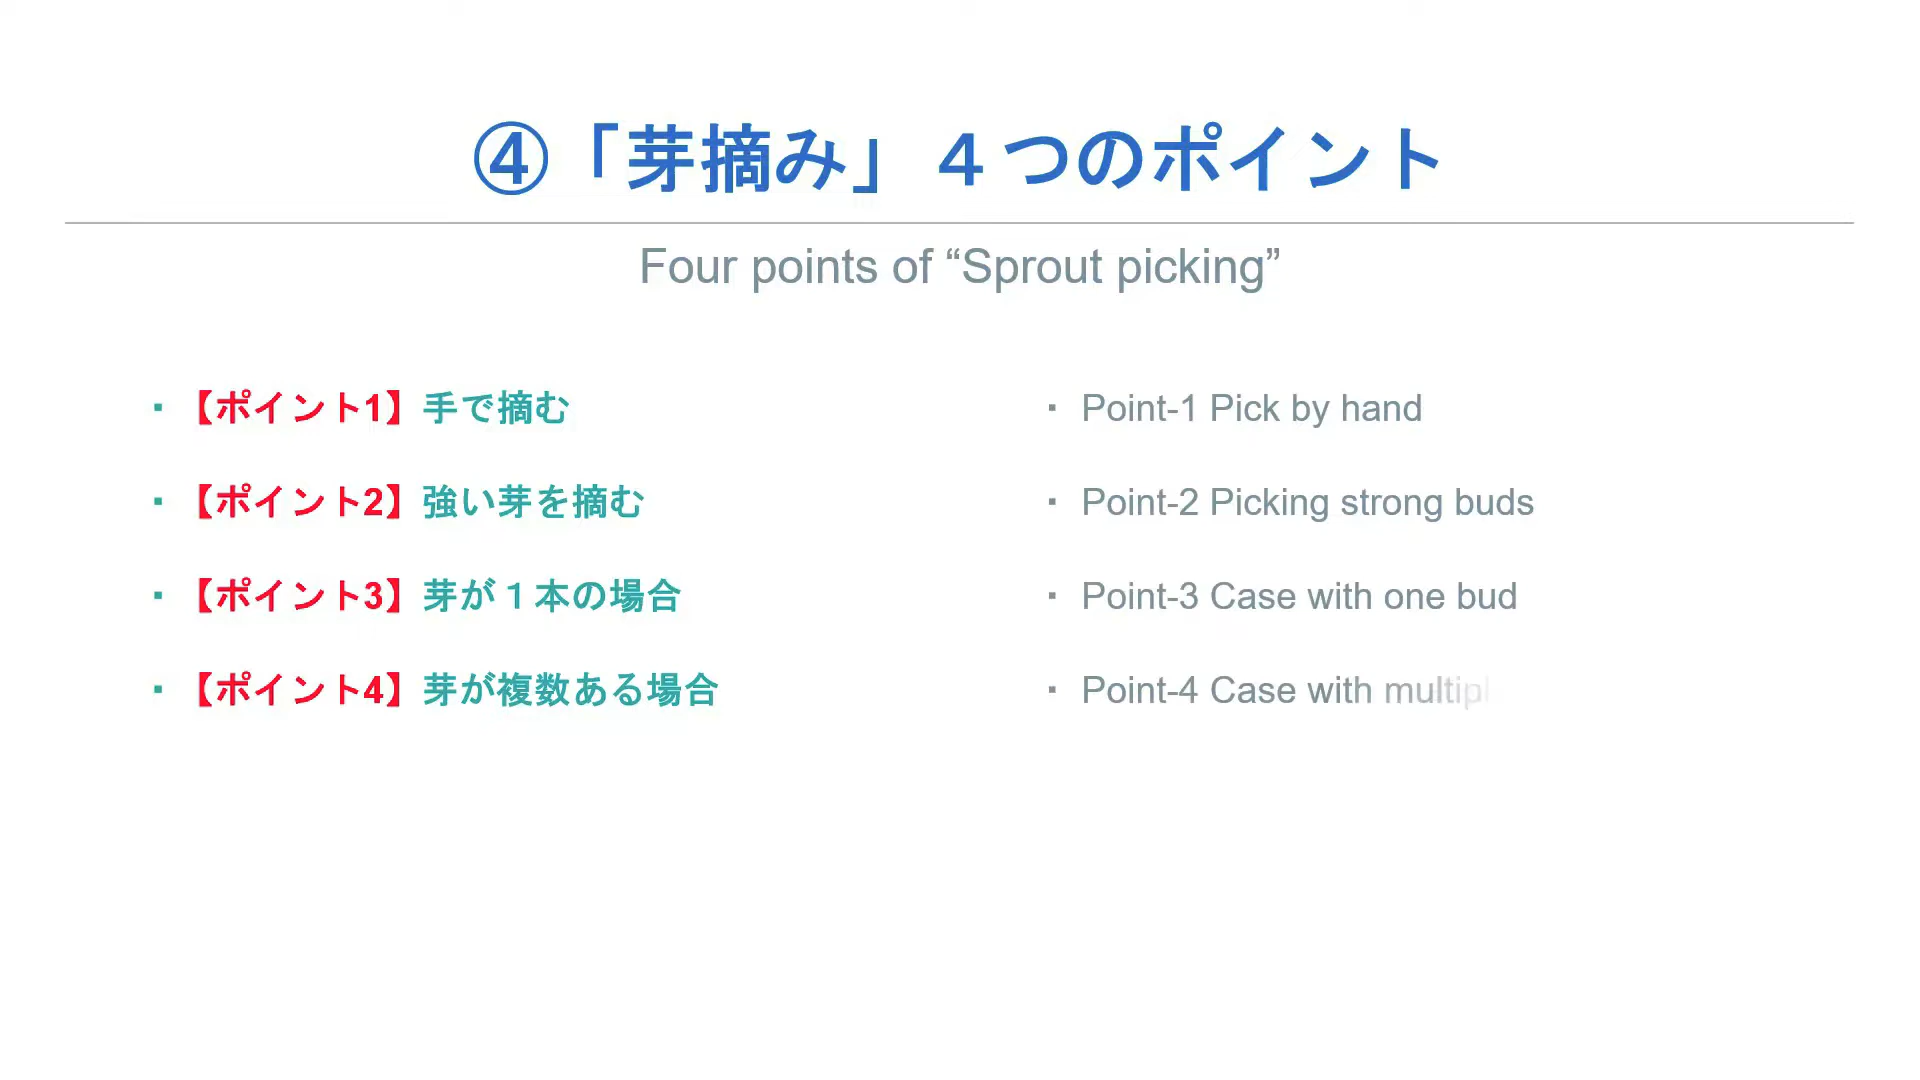 ④「芽摘み」４つのポイント
Four points of “Sprout picking”
・【ポイント1】手で摘む
・【ポイント2】強い芽を摘む
・【ポイント3】芽が１本の場合
・【ポイント4】芽が複数ある場合
・ Point-1 Pick by hand
・ Point-2 Picking strong buds
・ Point-3 Case with one bud
・ Point-4 Case with